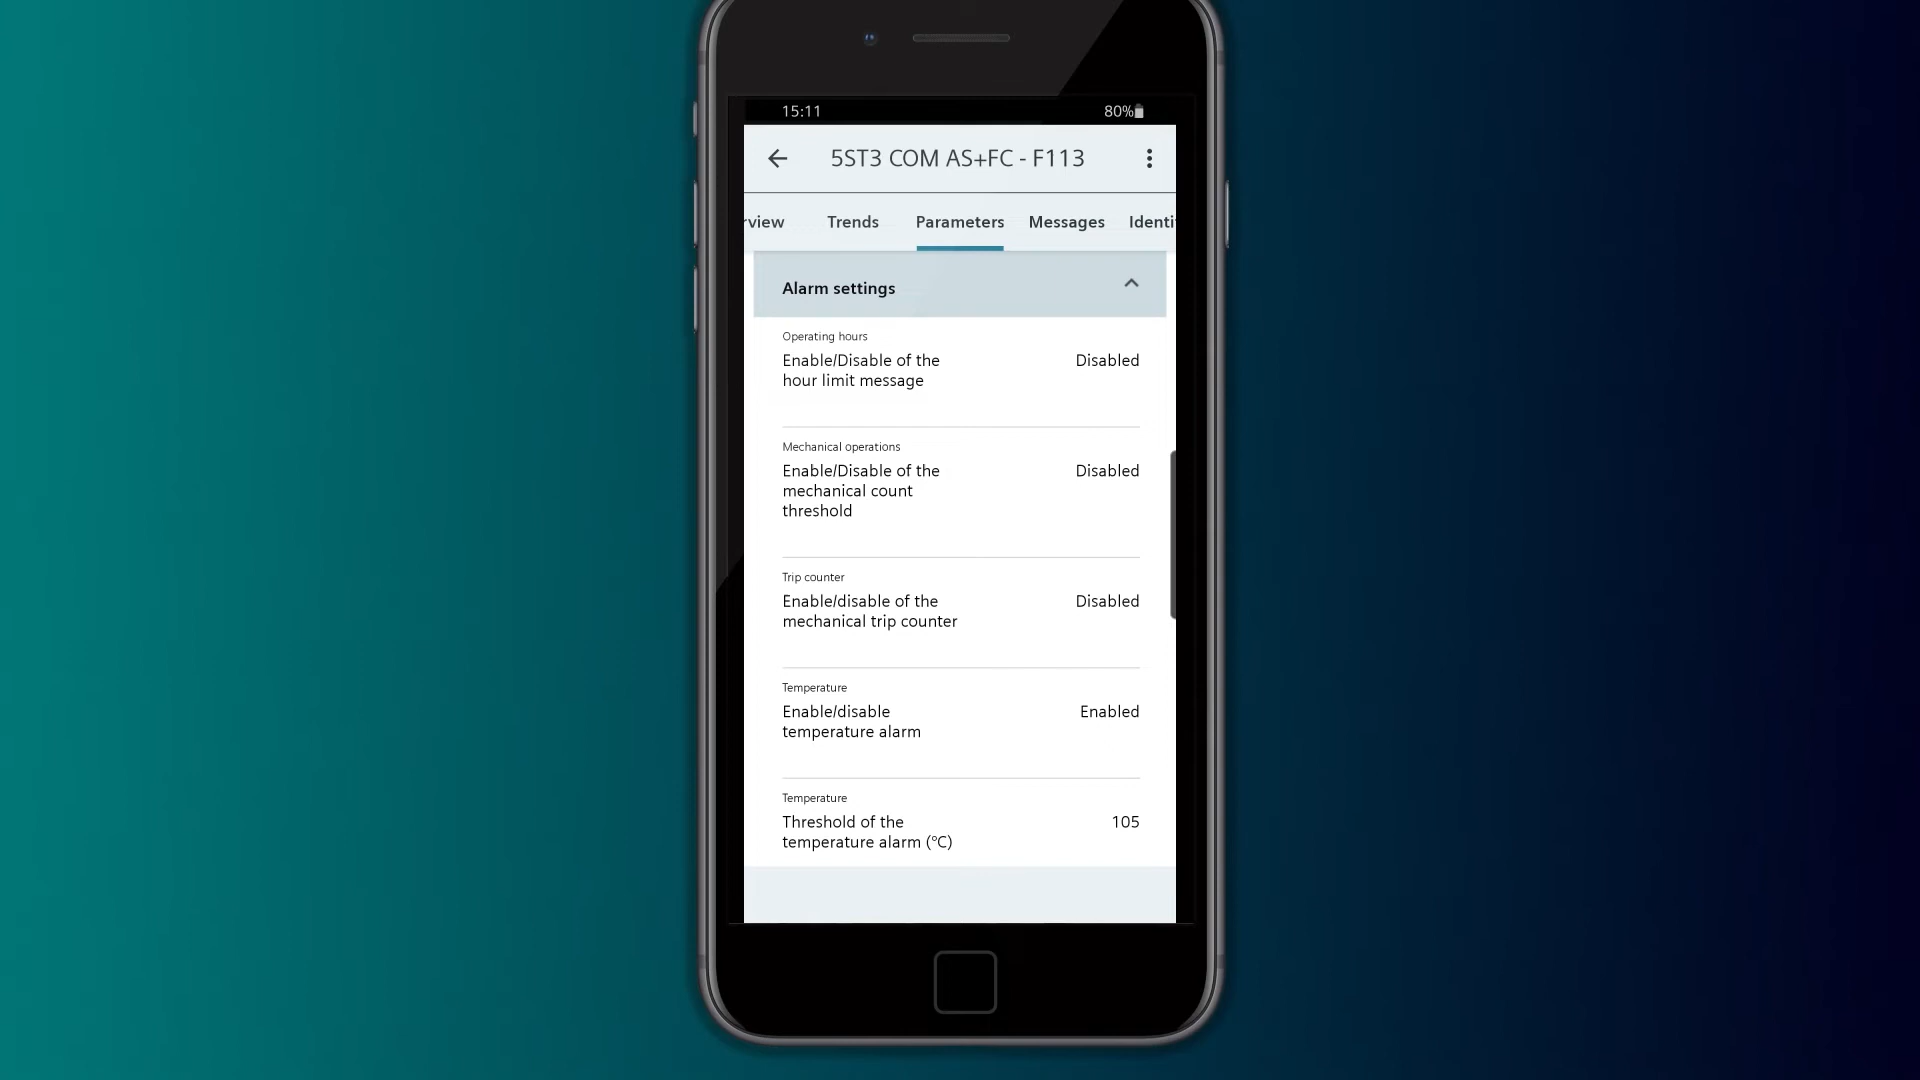 15:11 80%
5ST3 COM AS+FC - F113
rview Trends Parameters Messages Identi
Alarm settings
Operating hours
Enable/Disable of the Disabled
hour limit message
Mechanical operations
Enable/Disable of the Disabled
mechanical count
threshold
Trip counter
Enable/disable of the Disabled
mechanical trip counter
Temperature
Enable/disable Enabled
temperature alarm
Temperature
Threshold of the 105
temperature alarm (°C)